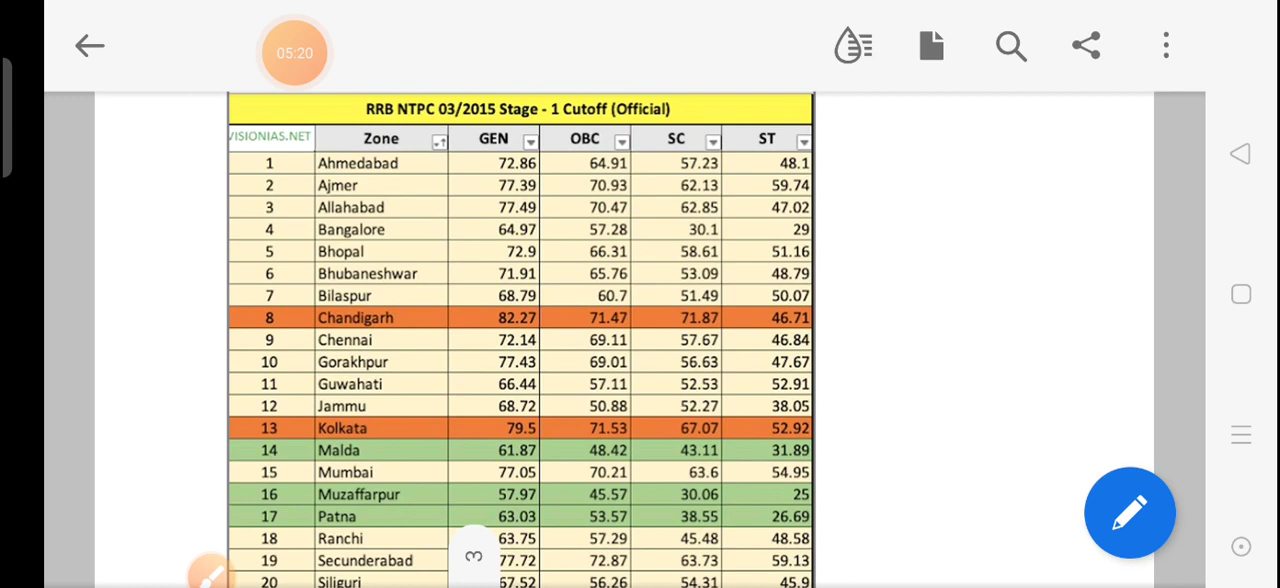 05:20
RRB NTPC 03/2015 Stage - 1 Cutoff (Official)
VISIONIAS.NET Zone GEN OBC SC ST
1 Ahmedabad 72.86 64.91 57.23 48.1
2 Ajmer 77.39 70.93 62.13 59.74
3 Allahabad 77.49 70.47 62.85 47.02
4 Bangalore 64.97 57.28 30.1 29
5 Bhopal 72.9 66.31 58.61 51.16
6 Bhubaneshwar 71.91 65.76 53.09 48.79
7 Bilaspur 68.79 60.7 51.49 50.07
8 Chandigarh 82.27 71.47 71.87 46.71
9 Chennai 72.14 69.11 57.67 46.84
10 Gorakhpur 77.43 69.01 56.63 47.67
11 Guwahati 66.44 57.11 52.53 52.91
12 Jammu 68.72 50.88 52.27 38.05
13 Kolkata 79.5 71.53 67.07 52.92
14 Malda 61.87 48.42 43.11 31.89
15 Mumbai 77.05 70.21 63.6 54.95
16 Muzaffarpur 57.97 45.57 30.06 25
17 Patna 63.03 53.57 38.55 26.69
18 Ranchi 63.75 57.29 45.48 48.58
19 Secunderabad 77.72 72.87 63.73 59.13
20 Siliguri 67.52 56.26 54.31 45.9
3